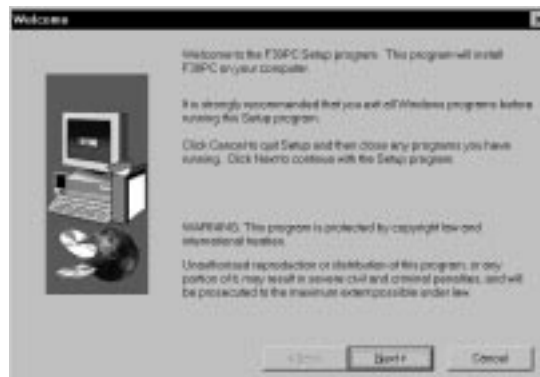 Welcome
Welcome to the F30PC Setup program. This program will install
F30PC on your computer.
It is strongly recommended that you exit all Windows programs before
running this Setup program.
Click Cancel to quit Setup and then close any programs you have
running. Click Next to continue with the Setup program.
WARNING: This program is protected by copyright law and
international treaties.
Unauthorized reproduction or distribution of this program, or any
portion of it, may result in severe civil and criminal penalties, and will
be prosecuted to the maximum extent possible under law.
< Back
Next >
Cancel